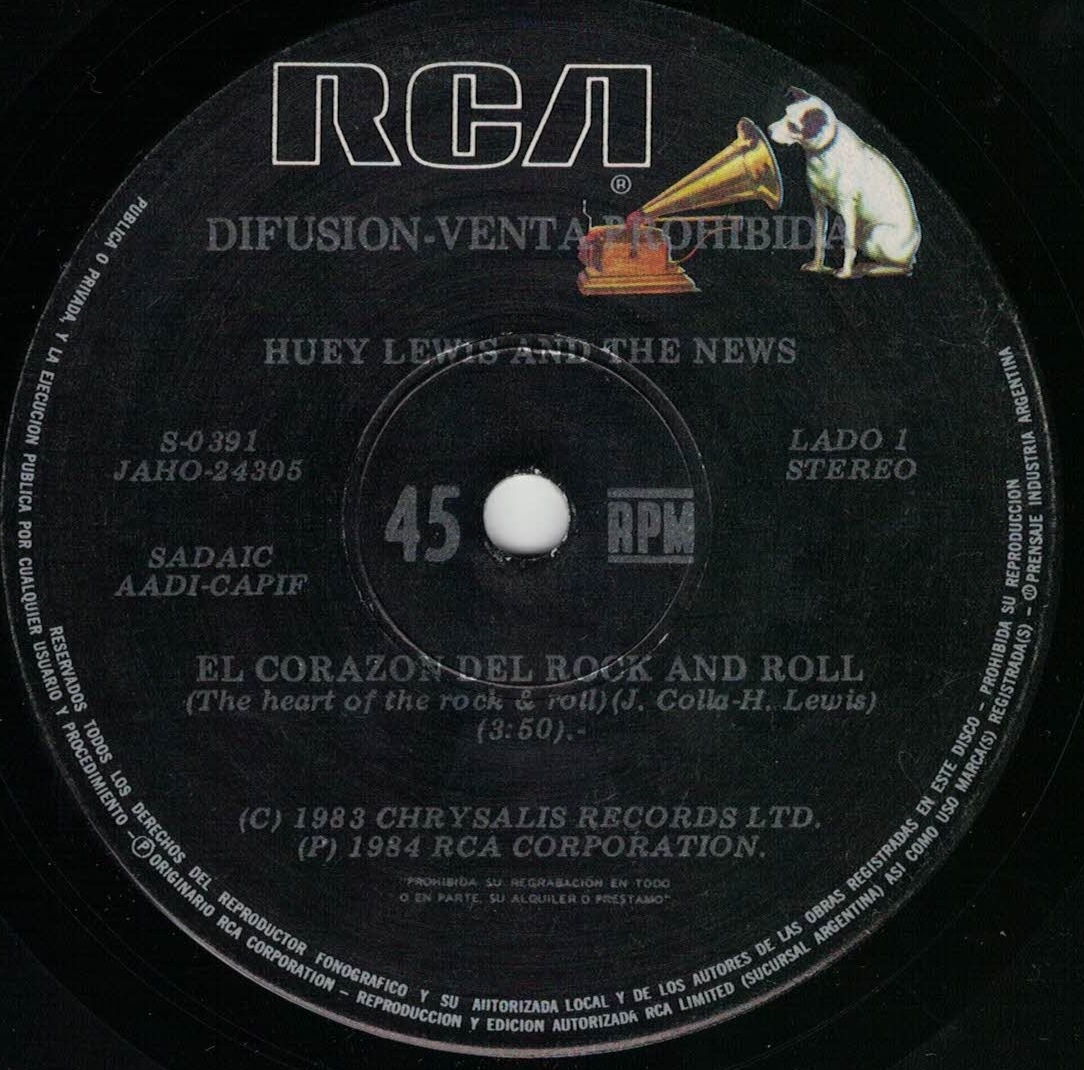 RCA
®
DIFUSION-VENTA PROHIBIDA
HUEY LEWIS AND THE NEWS
S-0391
JAHO-24305
LADO 1
STEREO
45 RPM
SADAIC
AADI-CAPIF
EL CORAZON DEL ROCK AND ROLL
(The heart of the rock & roll)(J. Colla-H. Lewis)
(3:50).-
(C) 1983 CHRYSALIS RECORDS LTD.
(P) 1984 RCA CORPORATION.
"PROHIBIDA SU REGRABACION EN TODO
O EN PARTE, SU ALQUILER O PRESTAMO"
RESERVADOS TODOS LOS DERECHOS DEL REPRODUCTOR FONOGRAFICO Y SU AUTORIZADA LOCAL Y DE LOS AUTORES DE LAS OBRAS REGISTRADAS EN ESTE DISCO - PROHIBIDA SU REPRODUCCION
PUBLICA O PRIVADA, Y LA EJECUCION PUBLICA POR CUALQUIER USUARIO Y PROCEDIMIENTO - Ⓟ ORIGINARIO RCA CORPORATION - REPRODUCCION Y EDICION AUTORIZADA RCA LIMITED (SUCURSAL ARGENTINA) ASI COMO USO MARCA(S) REGISTRADA(S) - PRENSAJE INDUSTRIA ARGENTINA